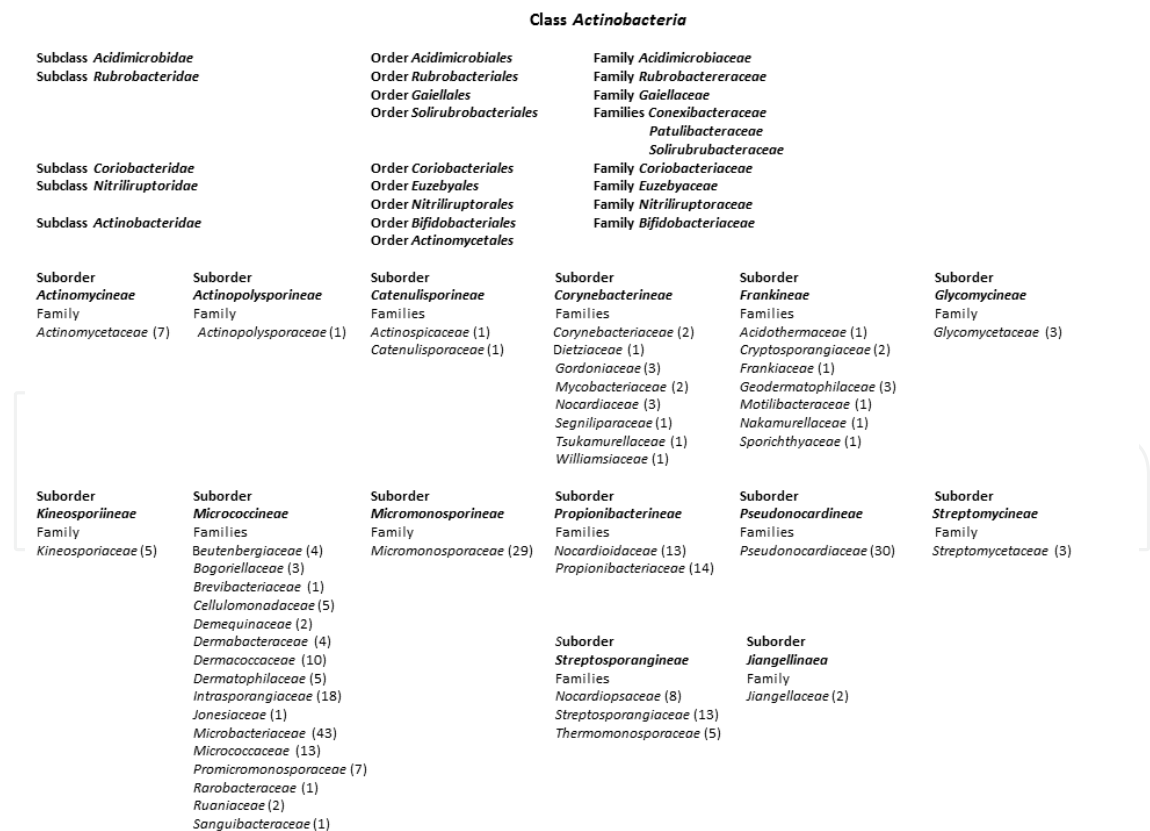 Class Actinobacteria
Subclass Acidimicrobidae Order Acidimicrobiales Family Acidimicrobiaceae
Subclass Rubrobacteridae Order Rubrobacteriales Family Rubrobactereraceae
Order Gaiellales Family Gaiellaceae
Order Solirubrobacteriales Families Conexibacteraceae
Patulibacteraceae
Solirubrubacteraceae
Subclass Coriobacteridae Order Coriobacteriales Family Coriobacteriaceae
Subclass Nitriliruptoridae Order Euzebyales Family Euzebyaceae
Order Nitriliruptorales Family Nitriliruptoraceae
Subclass Actinobacteridae Order Bifidobacteriales Family Bifidobacteriaceae
Order Actinomycetales
Suborder Suborder Suborder Suborder Suborder Suborder
Actinomycineae Actinopolysporineae Catenulisporineae Corynebacterineae Frankineae Glycomycineae
Family Family Families Families Families Family
Actinomycetaceae (7) Actinopolysporaceae (1) Actinospicaceae (1) Corynebacteriaceae (2) Acidothermaceae (1) Glycomycetaceae (3)
Catenulisporaceae (1) Dietziaceae (1) Cryptosporangiaceae (2)
Gordoniaceae (3) Frankiaceae (1)
Mycobacteriaceae (2) Geodermatophilaceae (3)
Nocardiaceae (3) Motilibacteraceae (1)
Segniliparaceae (1) Nakamurellaceae (1)
Tsukamurellaceae (1) Sporichthyaceae (1)
Williamsiaceae (1)
Suborder Suborder Suborder Suborder Suborder Suborder
Kineosporiineae Micrococcineae Micromonosporineae Propionibacterineae Pseudonocardineae Streptomycineae
Family Families Family Families Families Family
Kineosporiaceae (5) Beutenbergiaceae (4) Micromonosporaceae (29) Nocardioidaceae (13) Pseudonocardiaceae (30) Streptomycetaceae (3)
Bogoriellaceae (3) Propionibacteriaceae (14)
Brevibacteriaceae (1)
Cellulomonadaceae (5)
Demequinaceae (2)
Dermabacteraceae (4) Suborder Suborder
Dermacoccaceae (10) Streptosporangineae Jiangellinaea
Dermatophilaceae (5) Families Family
Intrasporangiaceae (18) Nocardiopsaceae (8) Jiangellaceae (2)
Jonesiaceae (1) Streptosporangiaceae (13)
Microbacteriaceae (43) Thermomonosporaceae (5)
Micrococcaceae (13)
Promicromonosporaceae (7)
Rarobacteraceae (1)
Ruaniaceae (2)
Sanguibacteraceae (1)